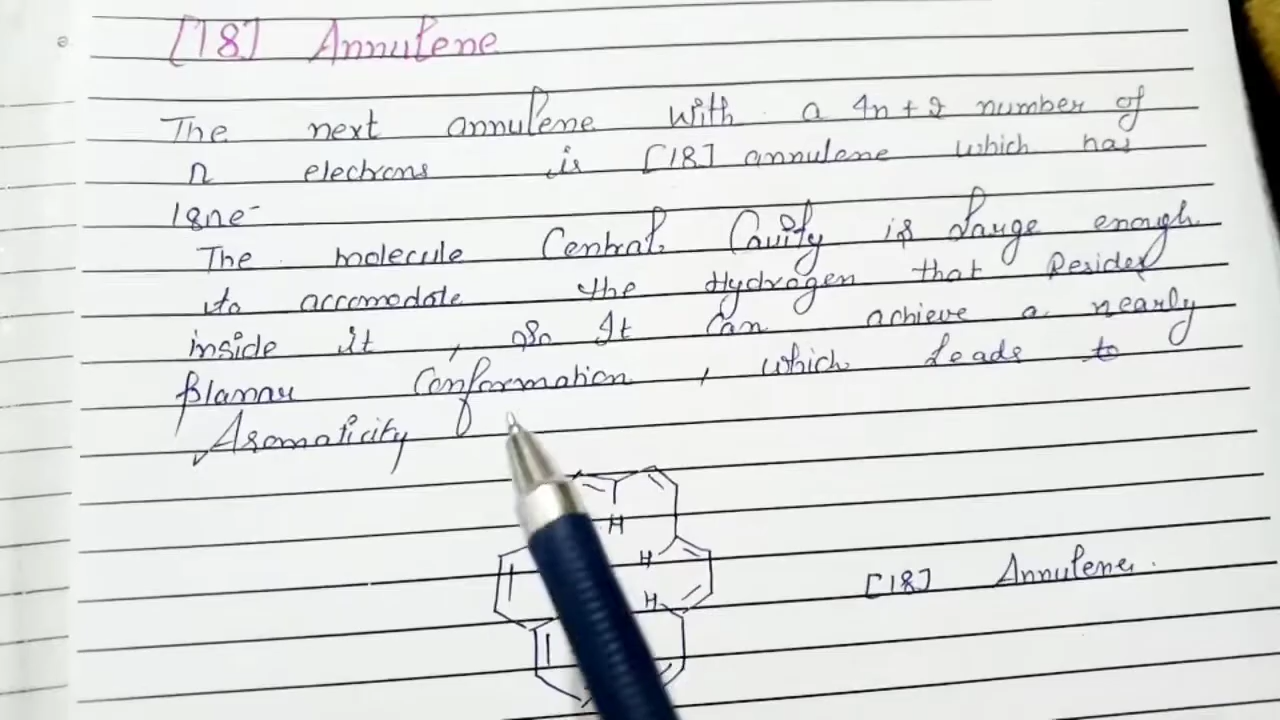 [18] Annulene
The next annulene with a 4n+2 number of
π electrons is [18] annulene which has
18πe-
The molecule Central Cavity is Large enough
to accomodate the Hydrogen that Resides
inside it, so It Can achieve a nearly
planar Conformation, which Leads to
Aromaticity
H
H
H
[18] Annulene.